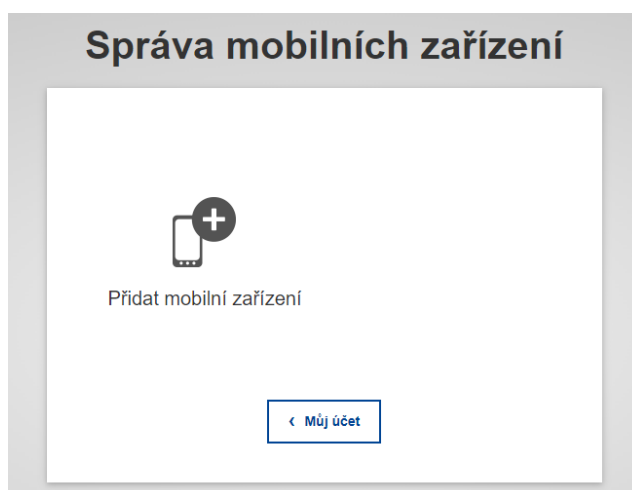 Správa mobilních zařízení
Přidat mobilní zařízení
‹ Můj účet